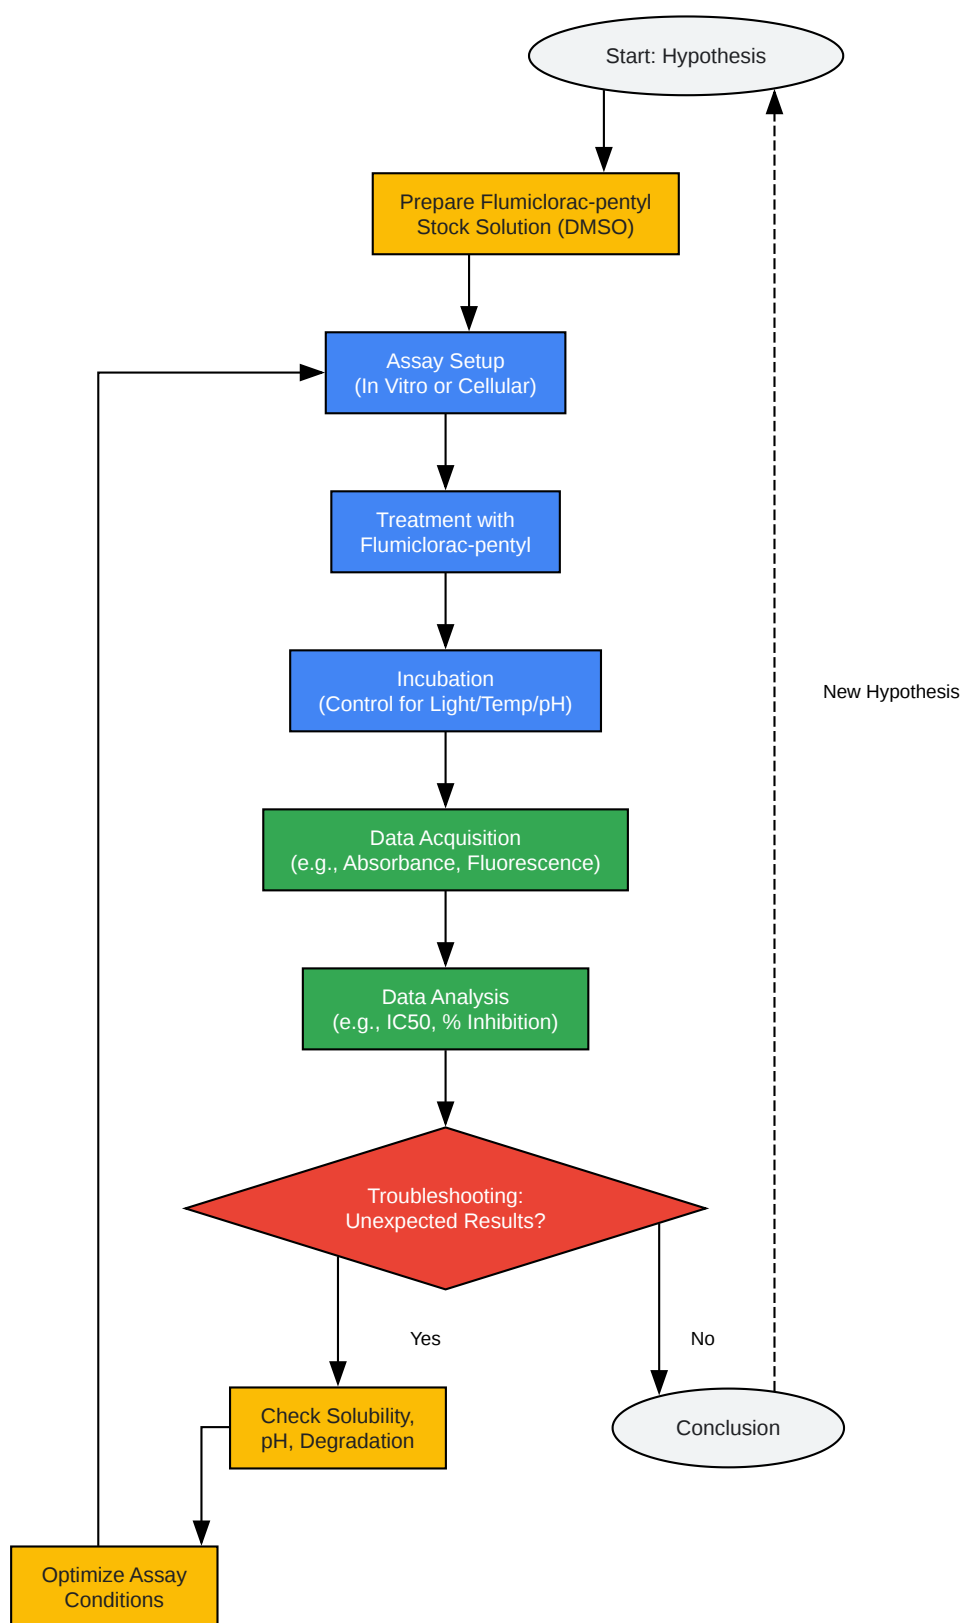 Start: Hypothesis
Prepare Flumiclorac-pentyl
Stock Solution (DMSO)
Assay Setup
(In Vitro or Cellular)
Treatment with
Flumiclorac-pentyl
Incubation
(Control for Light/Temp/pH)
New Hypothesis
Data Acquisition
(e.g., Absorbance, Fluorescence)
Data Analysis
(e.g., IC50, % Inhibition)
Troubleshooting:
Unexpected Results?
Yes
No
Check Solubility,
pH, Degradation
Conclusion
Optimize Assay
Conditions